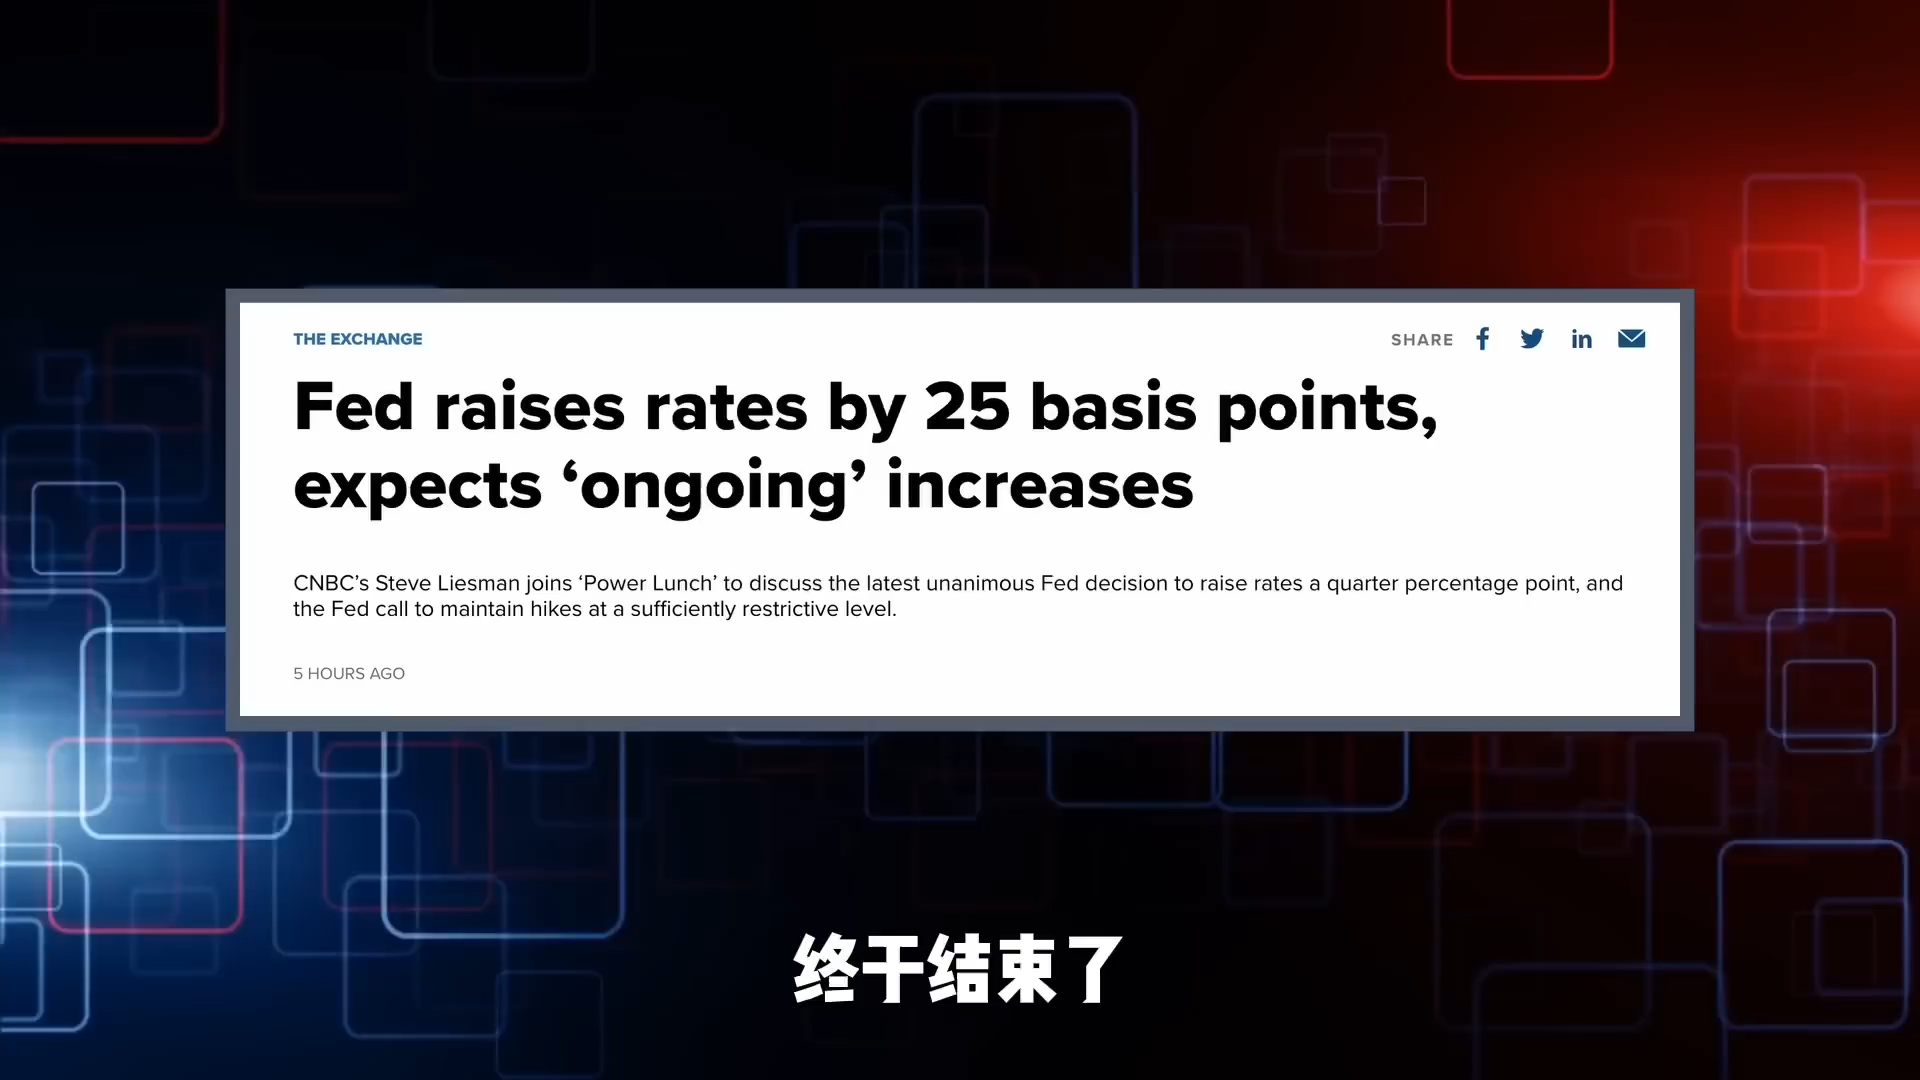 THE EXCHANGE
SHARE
Fed raises rates by 25 basis points,
expects ‘ongoing’ increases
CNBC’s Steve Liesman joins ‘Power Lunch’ to discuss the latest unanimous Fed decision to raise rates a quarter percentage point, and
the Fed call to maintain hikes at a sufficiently restrictive level.
5 HOURS AGO
终于结束了